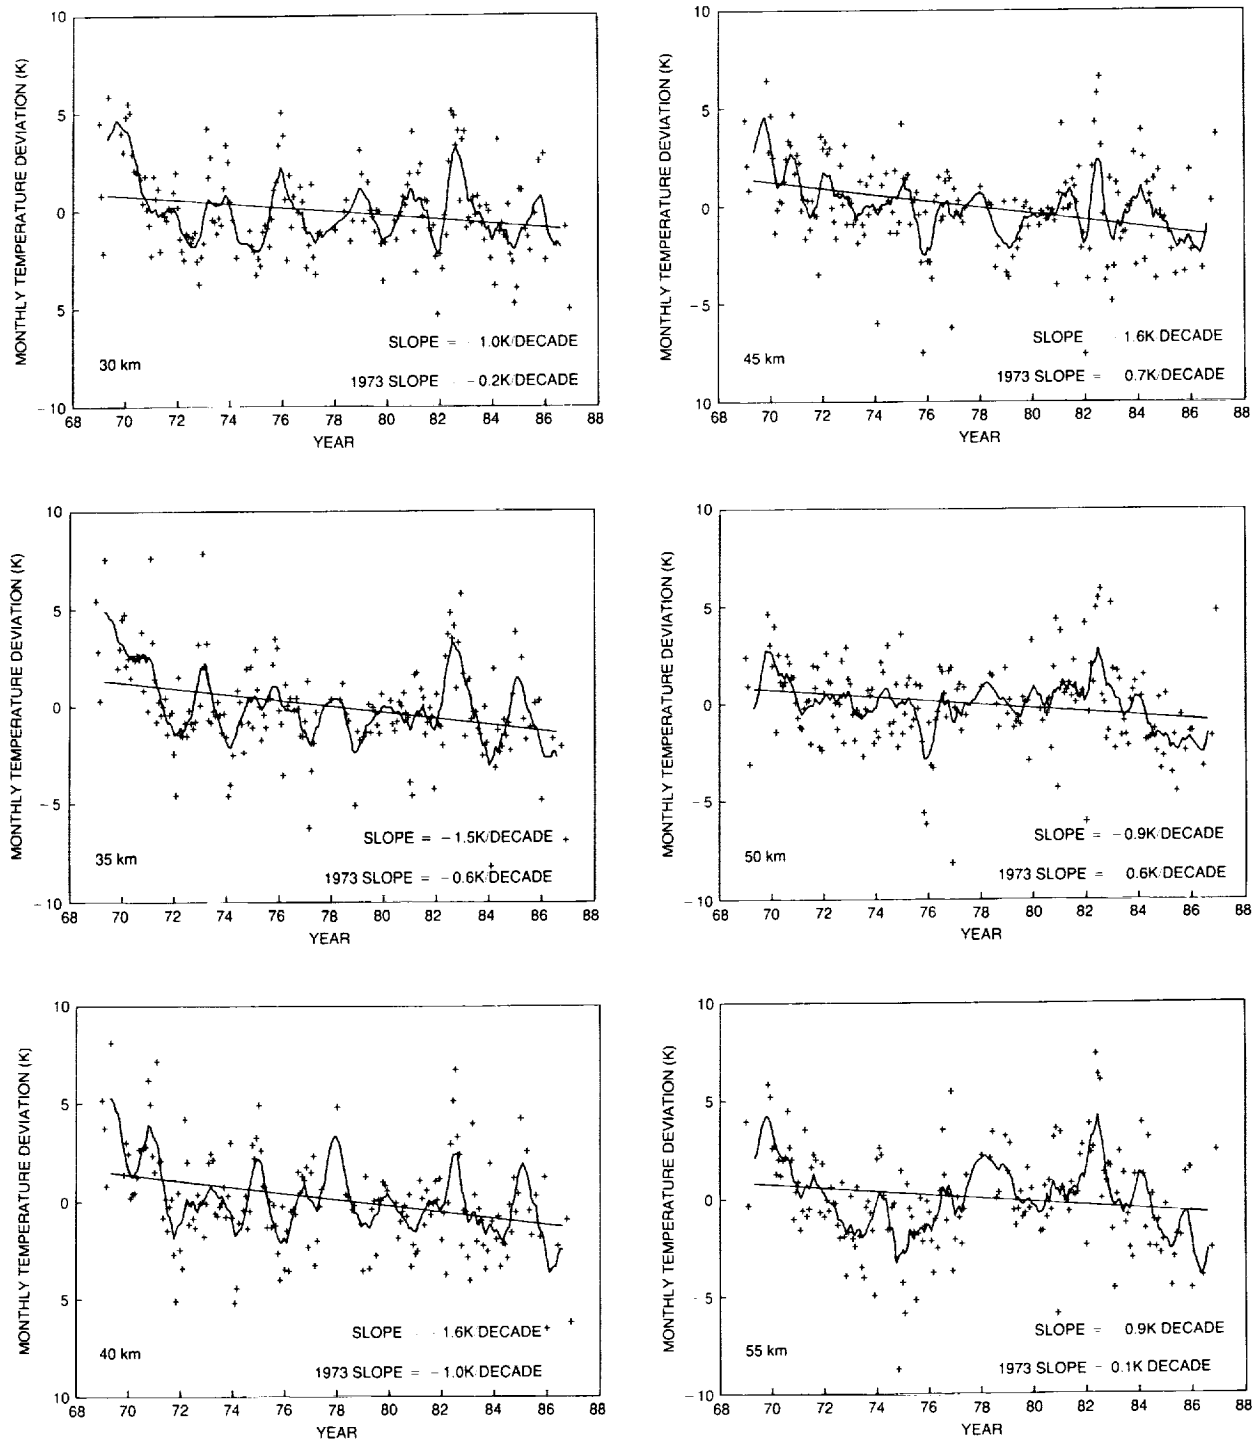 MONTHLY TEMPERATURE DEVIATION (K)
10
5
0
5
- 10
30 km
SLOPE = - 1.0K/DECADE
1973 SLOPE - -0.2K/DECADE
68 70 72 74 76 78 80 82 84 86 88
YEAR
MONTHLY TEMPERATURE DEVIATION (K)
10
5
0
-5
10
45 km
SLOPE 1.6K/DECADE
1973 SLOPE = 0.7K/DECADE
68 70 72 74 76 78 80 82 84 86 88
YEAR
MONTHLY TEMPERATURE DEVIATION (K)
10
5
0
-5
-10
35 km
SLOPE = -1.5K/DECADE
1973 SLOPE = -0.6K/DECADE
68 70 72 74 76 78 80 82 84 86 88
YEAR
MONTHLY TEMPERATURE DEVIATION (K)
10
5
0
-5
-10
50 km
SLOPE = -0.9K/DECADE
1973 SLOPE = 0.6K/DECADE
68 70 72 74 76 78 80 82 84 86 88
YEAR
MONTHLY TEMPERATURE DEVIATION (K)
10
5
0
5
10
40 km
SLOPE 1.6K/DECADE
1973 SLOPE = -1.0K/DECADE
68 70 72 74 76 78 80 82 84 86 88
YEAR
MONTHLY TEMPERATURE DEVIATION (K)
10
5
0
-5
-10
55 km
SLOPE = 0.9K DECADE
1973 SLOPE - 0.1K DECADE
68 70 72 74 76 78 80 82 84 86 88
YEAR